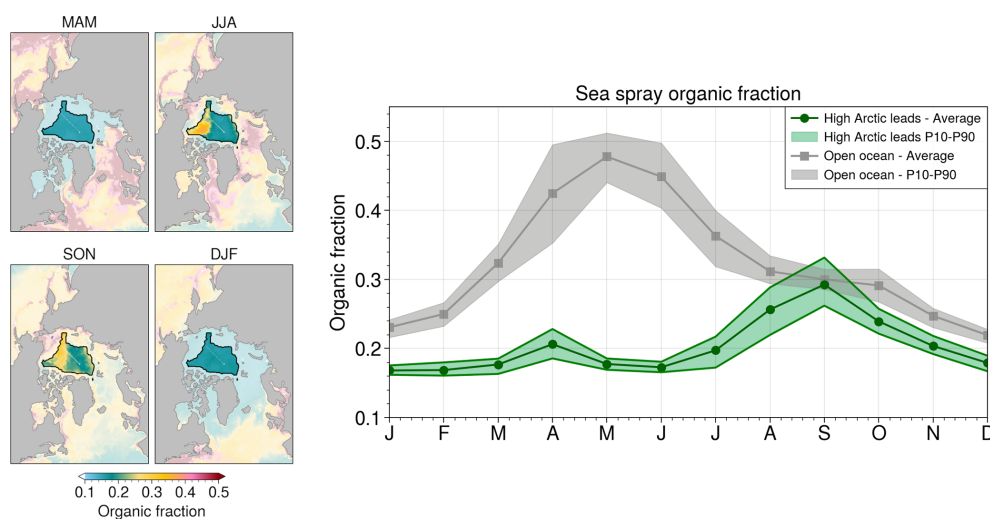 MAM
JJA
SON
DJF
0.1 0.2 0.3 0.4 0.5
Organic fraction
Sea spray organic fraction
High Arctic leads - Average
High Arctic leads P10-P90
Open ocean - Average
Open ocean - P10-P90
Organic fraction
0.5
0.4
0.3
0.2
0.1
J F M A M J J A S O N D